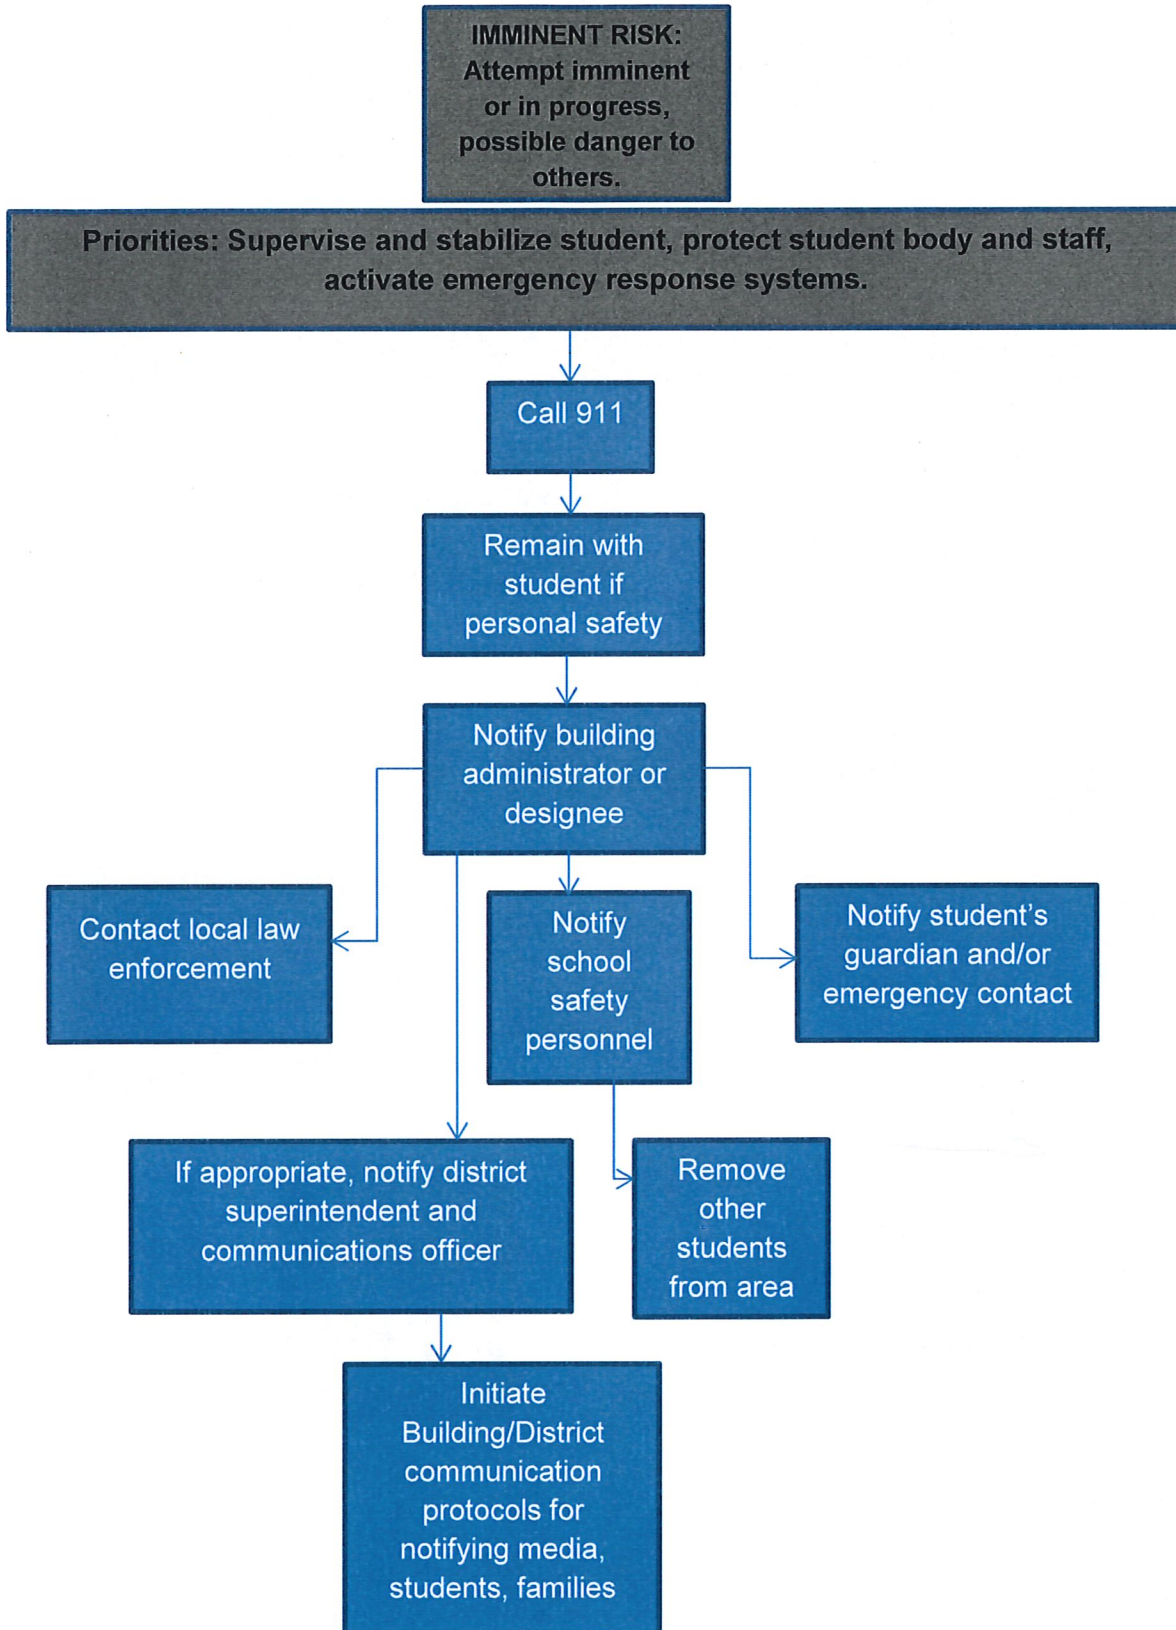 IMMINENT RISK:
Attempt imminent
or in progress,
possible danger to
others.
Priorities: Supervise and stabilize student, protect student body and staff,
activate emergency response systems.
Call 911
Remain with
student if
personal safety
Notify building
administrator or
designee
Contact local law
enforcement
Notify
school
safety
personnel
Notify student’s
guardian and/or
emergency contact
If appropriate, notify district
superintendent and
communications officer
Remove
other
students
from area
Initiate
Building/District
communication
protocols for
notifying media,
students, families